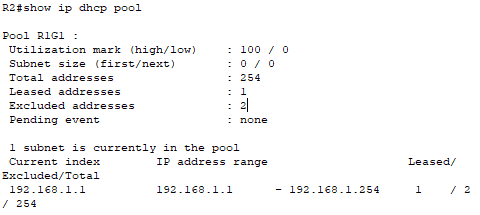 R2#show ip dhcp pool
Pool R1G1 :
Utilization mark (high/low) : 100 / 0
Subnet size (first/next) : 0 / 0
Total addresses : 254
Leased addresses : 1
Excluded addresses : 2
Pending event : none
1 subnet is currently in the pool
Current index IP address range Leased/
Excluded/Total
192.168.1.1 192.168.1.1 - 192.168.1.254 1 / 2
/ 254